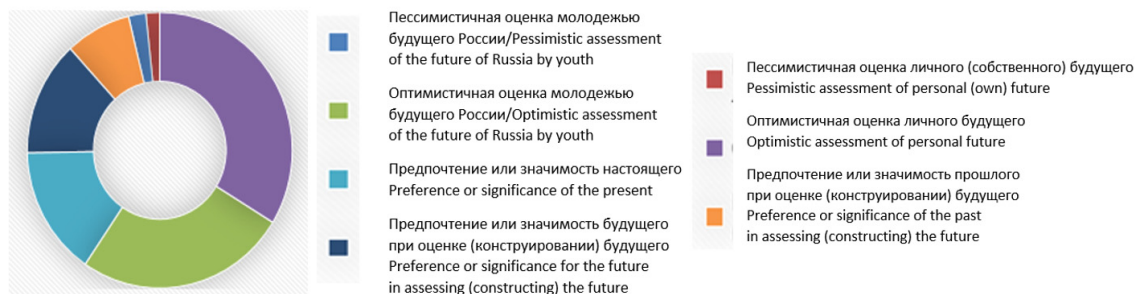 Пессимистичная оценка молодежью
будущего России/Pessimistic assessment
of the future of Russia by youth
Оптимистичная оценка молодежью
будущего России/Optimistic assessment
of the future of Russia by youth
Предпочтение или значимость настоящего
Preference or significance of the present
Предпочтение или значимость будущего
при оценке (конструировании) будущего
Preference or significance for the future
in assessing (constructing) the future
Пессимистичная оценка личного (собственного) будущего
Pessimistic assessment of personal (own) future
Оптимистичная оценка личного будущего
Optimistic assessment of personal future
Предпочтение или значимость прошлого
при оценке (конструировании) будущего
Preference or significance of the past
in assessing (constructing) the future